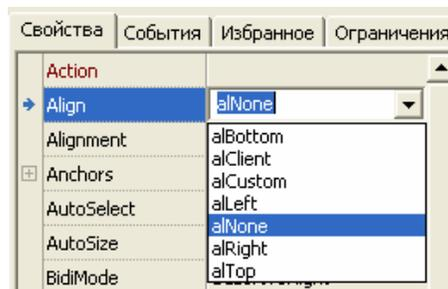 Свойства События Избранное Ограничения
Action
Align alNone
Alignment alBottom
alClient
Anchors alCustom
AutoSelect alLeft
alNone
AutoSize alRight
BidiMode alTop